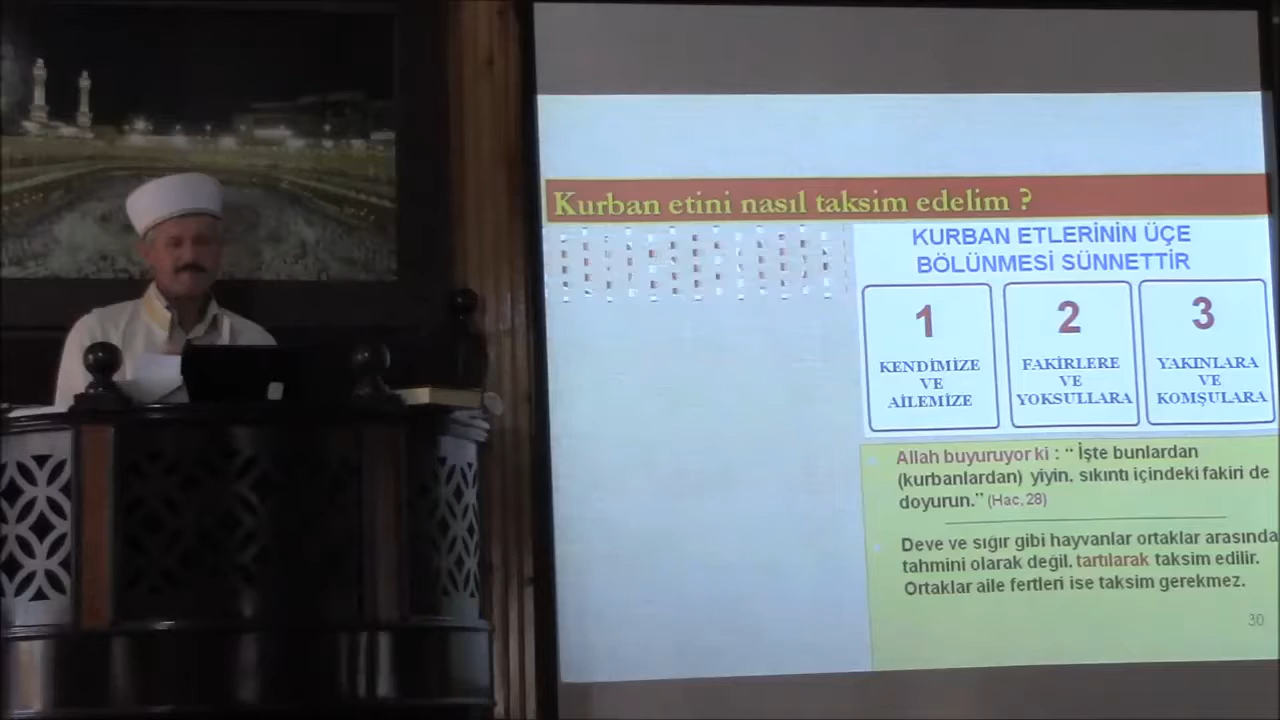 Kurban etini nasıl taksim edelim ?
KURBAN ETLERİNİN ÜÇE
BÖLÜNMESİ SÜNNETTİR
1
KENDİMİZE
VE
AİLEMİZE
2
FAKİRLERE
VE
YOKSULLARA
3
YAKINLARA
VE
KOMŞULARA
Allah buyuruyor ki : “ İşte bunlardan
(kurbanlardan) yiyin, sıkıntı içindeki fakiri de
doyurun.” (Hac, 28)
Deve ve sığır gibi hayvanlar ortaklar arasında
tahmini olarak değil, tartılarak taksim edilir.
Ortaklar aile fertleri ise taksim gerekmez.
30